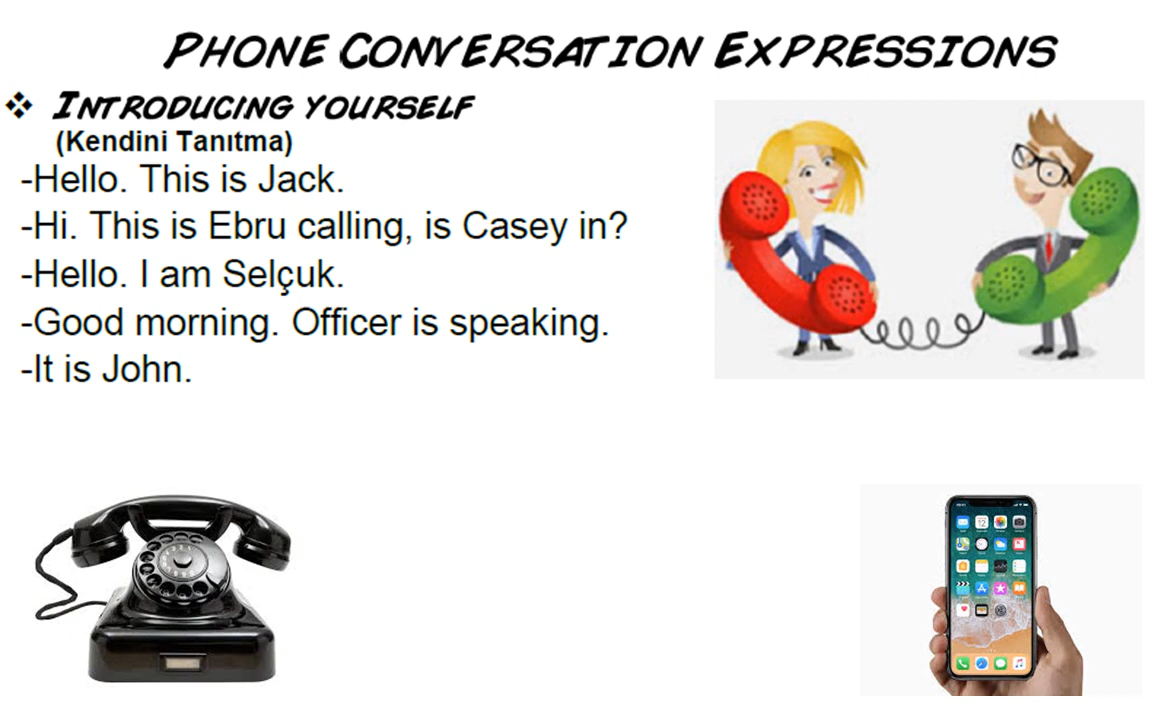 PHONE CONVERSATION EXPRESSIONS
❖ INTRODUCING YOURSELF
(Kendini Tanıtma)
-Hello. This is Jack.
-Hi. This is Ebru calling, is Casey in?
-Hello. I am Selçuk.
-Good morning. Officer is speaking.
-It is John.